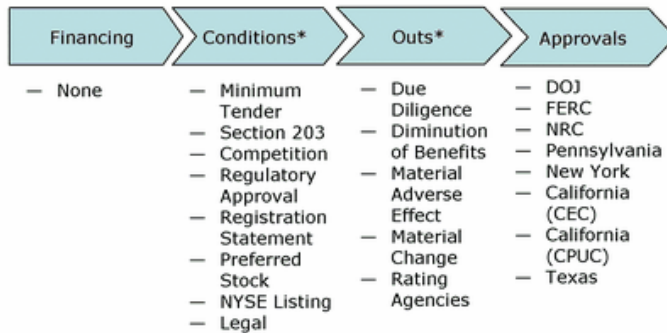 Financing
— None
Conditions*
— Minimum
Tender
— Section 203
— Competition
— Regulatory
Approval
— Registration
Statement
— Preferred
Stock
— NYSE Listing
— Legal
Outs*
— Due
Diligence
— Diminution
of Benefits
— Material
Adverse
Effect
— Material
Change
— Rating
Agencies
Approvals
— DOJ
— FERC
— NRC
— Pennsylvania
— New York
— California
(CEC)
— California
(CPUC)
— Texas